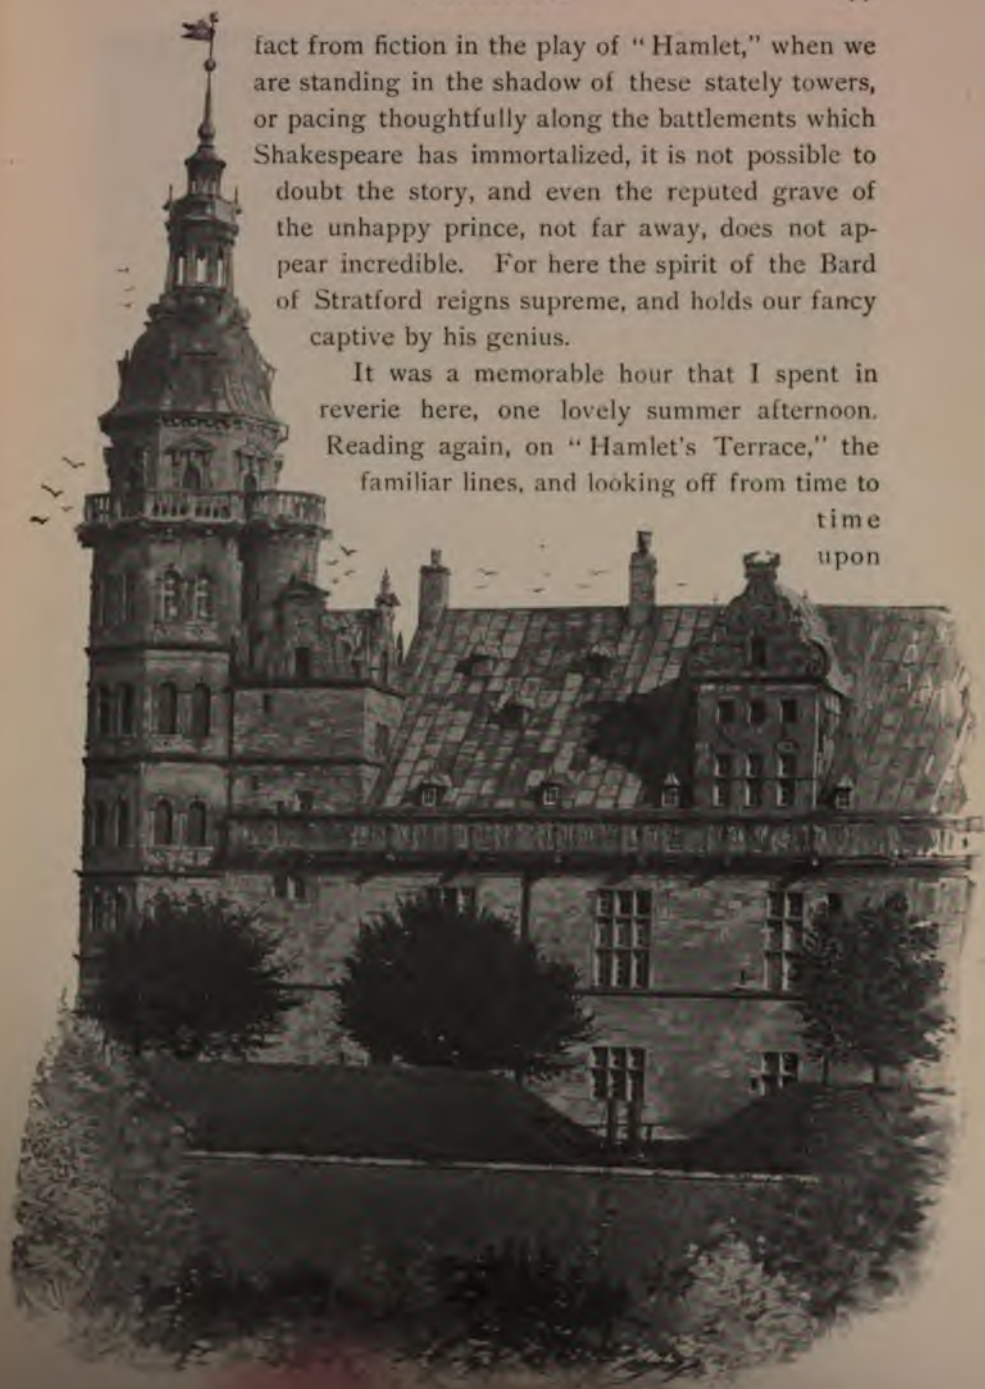 fact from fiction in the play of “ Hamlet,” when we
are standing in the shadow of these stately towers,
or pacing thoughtfully along the battlements which
Shakespeare has immortalized, it is not possible to
doubt the story, and even the reputed grave of
the unhappy prince, not far away, does not ap-
pear incredible. For here the spirit of the Bard
of Stratford reigns supreme, and holds our fancy
captive by his genius.
It was a memorable hour that I spent in
reverie here, one lovely summer afternoon.
Reading again, on “ Hamlet's Terrace,” the
familiar lines, and looking off from time to
time
upon